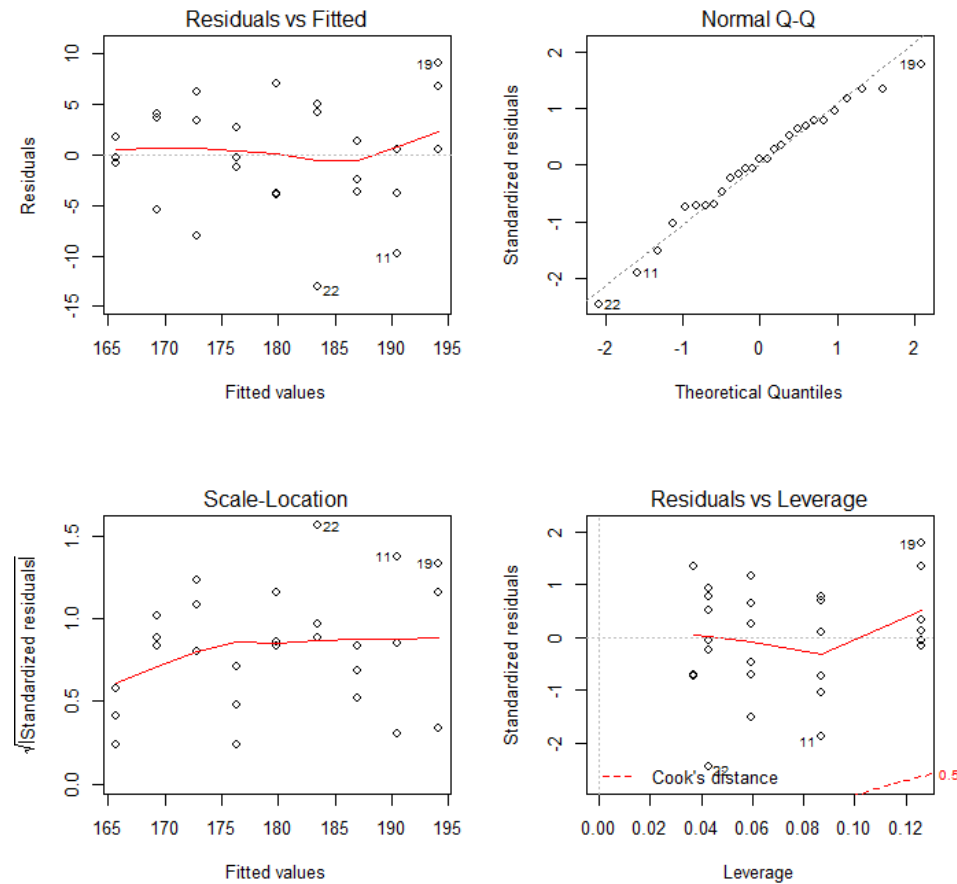 Residuals vs Fitted
Residuals
10
5
0
-5
-10
-15
19
11
22
165 170 175 180 185 190 195
Fitted values
Normal Q-Q
Standardized residuals
2
1
0
-1
-2
19
11
22
-2 -1 0 1 2
Theoretical Quantiles
Scale-Location
√|Standardized residuals|
1.5
1.0
0.5
0.0
22
11
19
165 170 175 180 185 190 195
Fitted values
Residuals vs Leverage
Standardized residuals
2
1
0
-1
-2
19
11
22
Cook's distance
0.5
0.00 0.02 0.04 0.06 0.08 0.10 0.12
Leverage